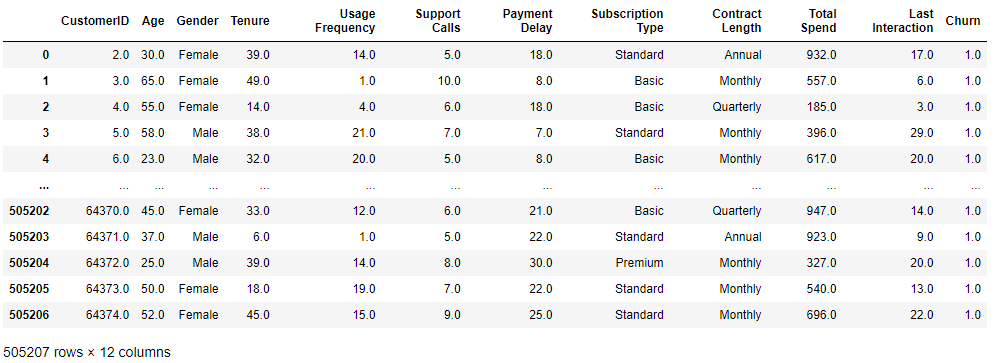 CustomerID Age Gender Tenure Usage Frequency Support Calls Payment Delay Subscription Type Contract Length Total Spend Last Interaction Churn
0 2.0 30.0 Female 39.0 14.0 5.0 18.0 Standard Annual 932.0 17.0 1.0
1 3.0 65.0 Female 49.0 1.0 10.0 8.0 Basic Monthly 557.0 6.0 1.0
2 4.0 55.0 Female 14.0 4.0 6.0 18.0 Basic Quarterly 185.0 3.0 1.0
3 5.0 58.0 Male 38.0 21.0 7.0 7.0 Standard Monthly 396.0 29.0 1.0
4 6.0 23.0 Male 32.0 20.0 5.0 8.0 Basic Monthly 617.0 20.0 1.0
... ... ... ... ... ... ... ... ... ... ... ... ...
505202 64370.0 45.0 Female 33.0 12.0 6.0 21.0 Basic Quarterly 947.0 14.0 1.0
505203 64371.0 37.0 Male 6.0 1.0 5.0 22.0 Standard Annual 923.0 9.0 1.0
505204 64372.0 25.0 Male 39.0 14.0 8.0 30.0 Premium Monthly 327.0 20.0 1.0
505205 64373.0 50.0 Female 18.0 19.0 7.0 22.0 Standard Monthly 540.0 13.0 1.0
505206 64374.0 52.0 Female 45.0 15.0 9.0 25.0 Standard Monthly 696.0 22.0 1.0
505207 rows × 12 columns